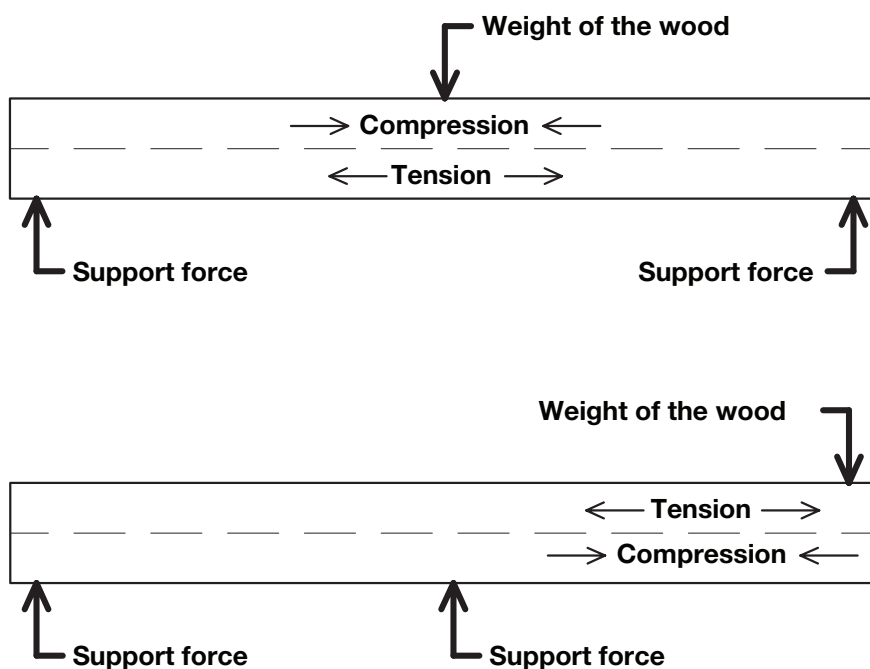 Weight of the wood
Compression
Tension
Support force
Support force
Weight of the wood
Tension
Compression
Support force
Support force